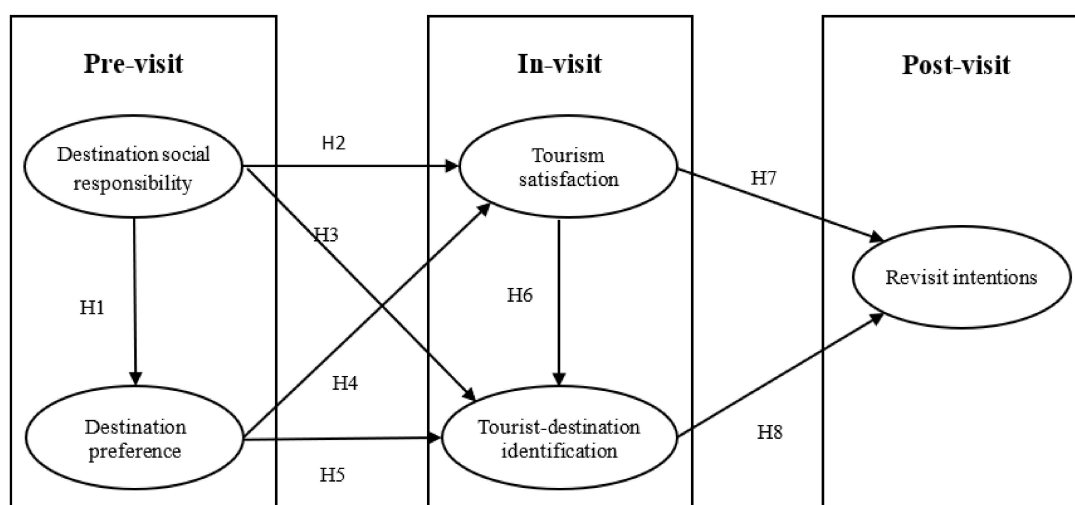 Pre-visit
In-visit
Post-visit
Destination social
responsibility
H2
Tourism
satisfaction
H7
H3
Revisit intentions
H1
H6
H4
Destination
preference
Tourist-destination
identification
H8
H5